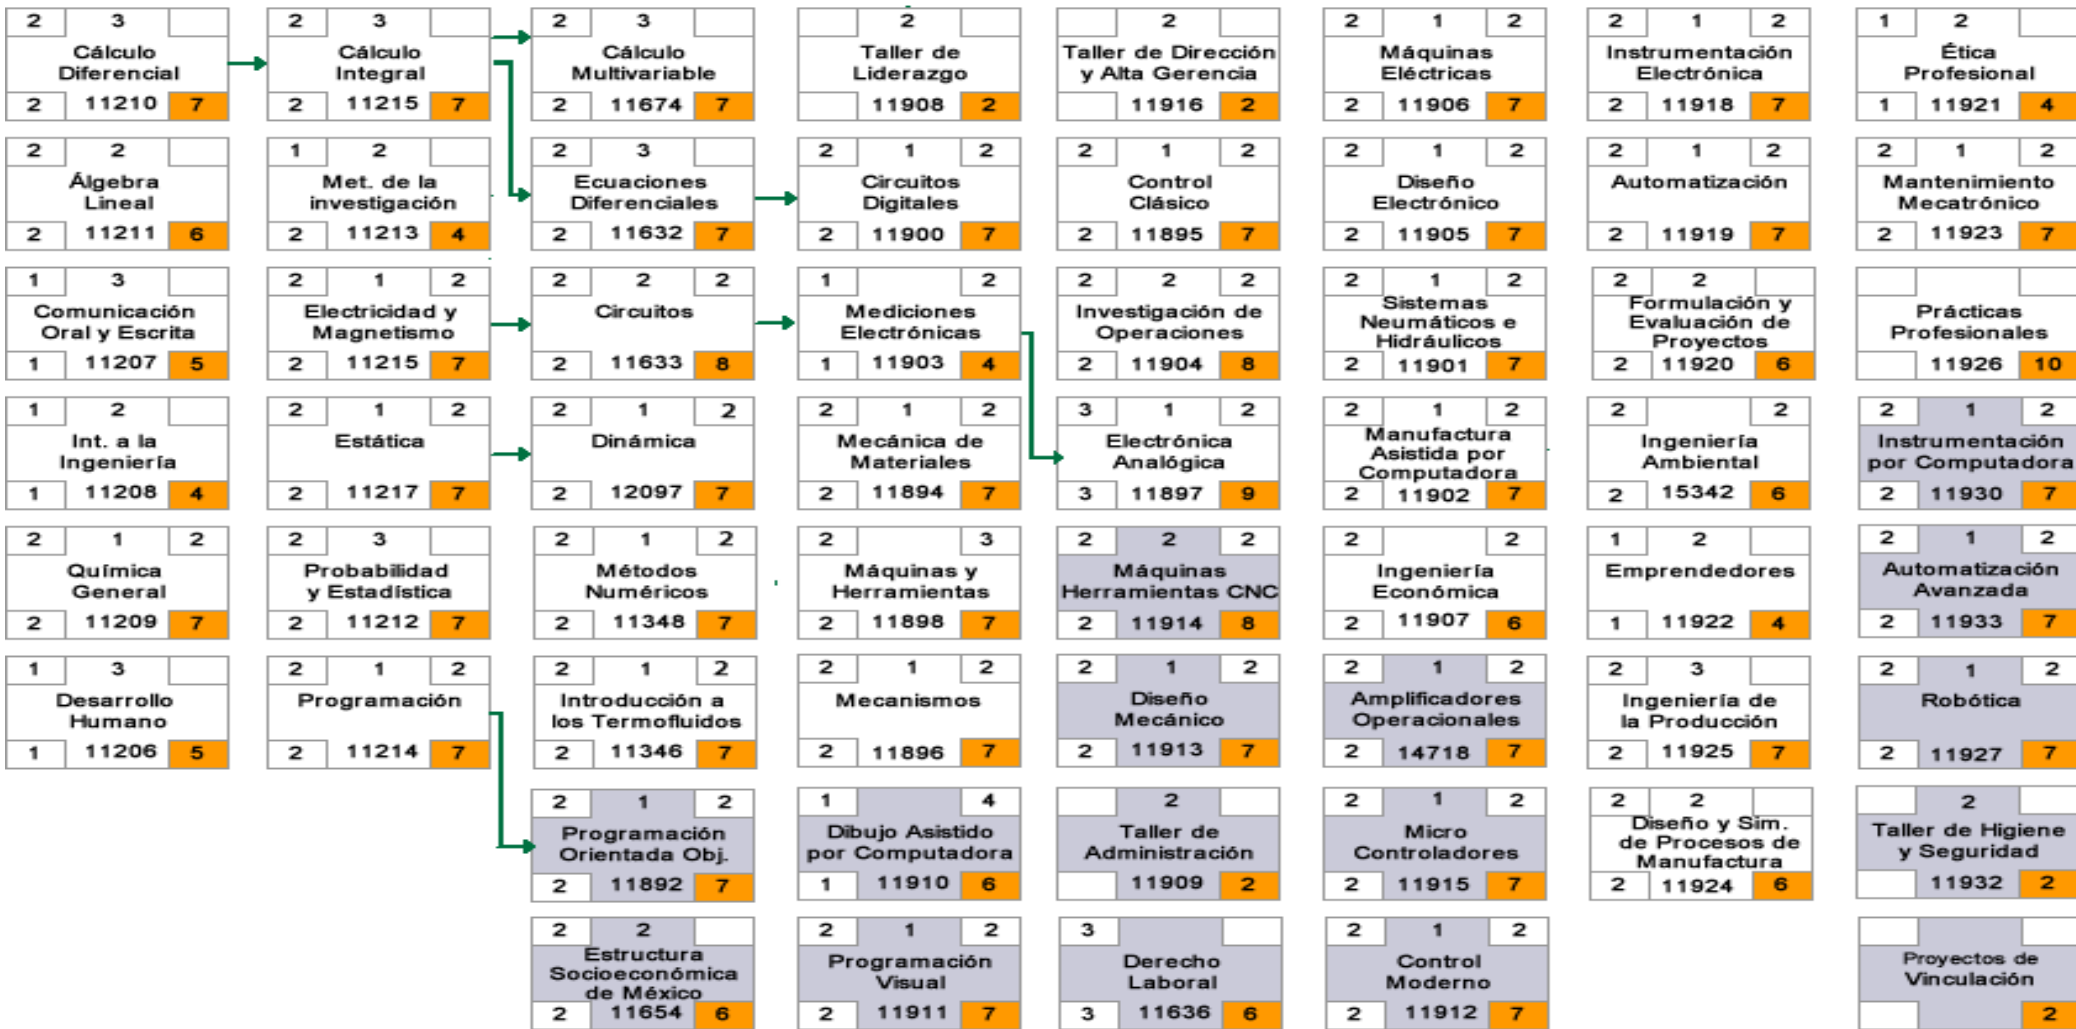 2 3
Cálculo
Diferencial
2 11210 7
2 3
Cálculo
Integral
2 11215 7
2 3
Cálculo
Multivariable
2 11674 7
2
Taller de
Liderazgo
11908 2
2
Taller de Dirección
y Alta Gerencia
11916 2
2 1 2
Máquinas
Eléctricas
2 11906 7
2 1 2
Instrumentación
Electrónica
2 11918 7
1 2
Ética
Profesional
1 11921 4
2 2
Álgebra
Lineal
2 11211 6
1 2
Met. de la
investigación
2 11213 4
2 3
Ecuaciones
Diferenciales
2 11632 7
2 1 2
Circuitos
Digitales
2 11900 7
2 1 2
Control
Clásico
2 11895 7
2 1 2
Diseño
Electrónico
2 11905 7
2 1 2
Automatización
2 11919 7
2 1 2
Mantenimiento
Mecatrónico
2 11923 7
1 3
Comunicación
Oral y Escrita
1 11207 5
2 1 2
Electricidad y
Magnetismo
2 11215 7
2 2 2
Circuitos
2 11633 8
1 2
Mediciones
Electrónicas
1 11903 4
2 2 2
Investigación de
Operaciones
2 11904 8
2 1 2
Sistemas
Neumáticos e
Hidráulicos
2 11901 7
2 2
Formulación y
Evaluación de
Proyectos
2 11920 6
Prácticas
Profesionales
11926 10
1 2
Int. a la
Ingeniería
1 11208 4
2 1 2
Estática
2 11217 7
2 1 2
Dinámica
2 12097 7
2 1 2
Mecánica de
Materiales
2 11894 7
3 1 2
Electrónica
Analógica
3 11897 9
2 1 2
Manufactura
Asistida por
Computadora
2 11902 7
2 2
Ingeniería
Ambiental
2 15342 6
2 1 2
Instrumentación
por Computadora
2 11930 7
2 1 2
Química
General
2 11209 7
2 3
Probabilidad
y Estadística
2 11212 7
2 1 2
Métodos
Numéricos
2 11348 7
2 3
Máquinas y
Herramientas
2 11898 7
2 2 2
Máquinas
Herramientas CNC
2 11914 8
2 2
Ingeniería
Económica
2 11907 6
1 2
Emprendedores
1 11922 4
2 1 2
Automatización
Avanzada
2 11933 7
1 3
Desarrollo
Humano
1 11206 5
2 1 2
Programación
2 11214 7
2 1 2
Introducción a
los Termofluidos
2 11346 7
2 1 2
Mecanismos
2 11896 7
2 1 2
Diseño
Mecánico
2 11913 7
2 1 2
Amplificadores
Operacionales
2 14718 7
2 3
Ingeniería de
la Producción
2 11925 7
2 1 2
Robótica
2 11927 7
2 1 2
Programación
Orientada Obj.
2 11892 7
1 4
Dibujo Asistido
por Computadora
1 11910 6
2
Taller de
Administración
11909 2
2 1 2
Micro
Controladores
2 11915 7
2 2
Diseño y Sim.
de Procesos de
Manufactura
2 11924 6
2
Taller de Higiene
y Seguridad
11932 2
2 2
Estructura
Socioeconómica
de México
2 11654 6
2 1 2
Programación
Visual
2 11911 7
3
Derecho
Laboral
3 11636 6
2 1 2
Control
Moderno
2 11912 7
Proyectos de
Vinculación
2